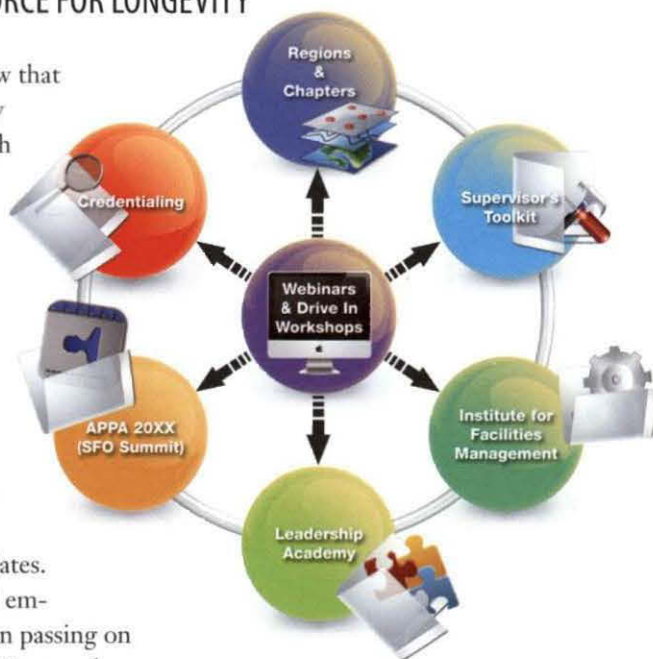 ORCE FOR LONGEVITY
w that
Regions
&
Chapters
Credentialing
Supervisor's
Toolkit
Webinars
& Drive In
Workshops
APPA 20XX
(SFO Summit)
Institute for
Facilities
Management
Leadership
Academy
ates.
em-
n passing on